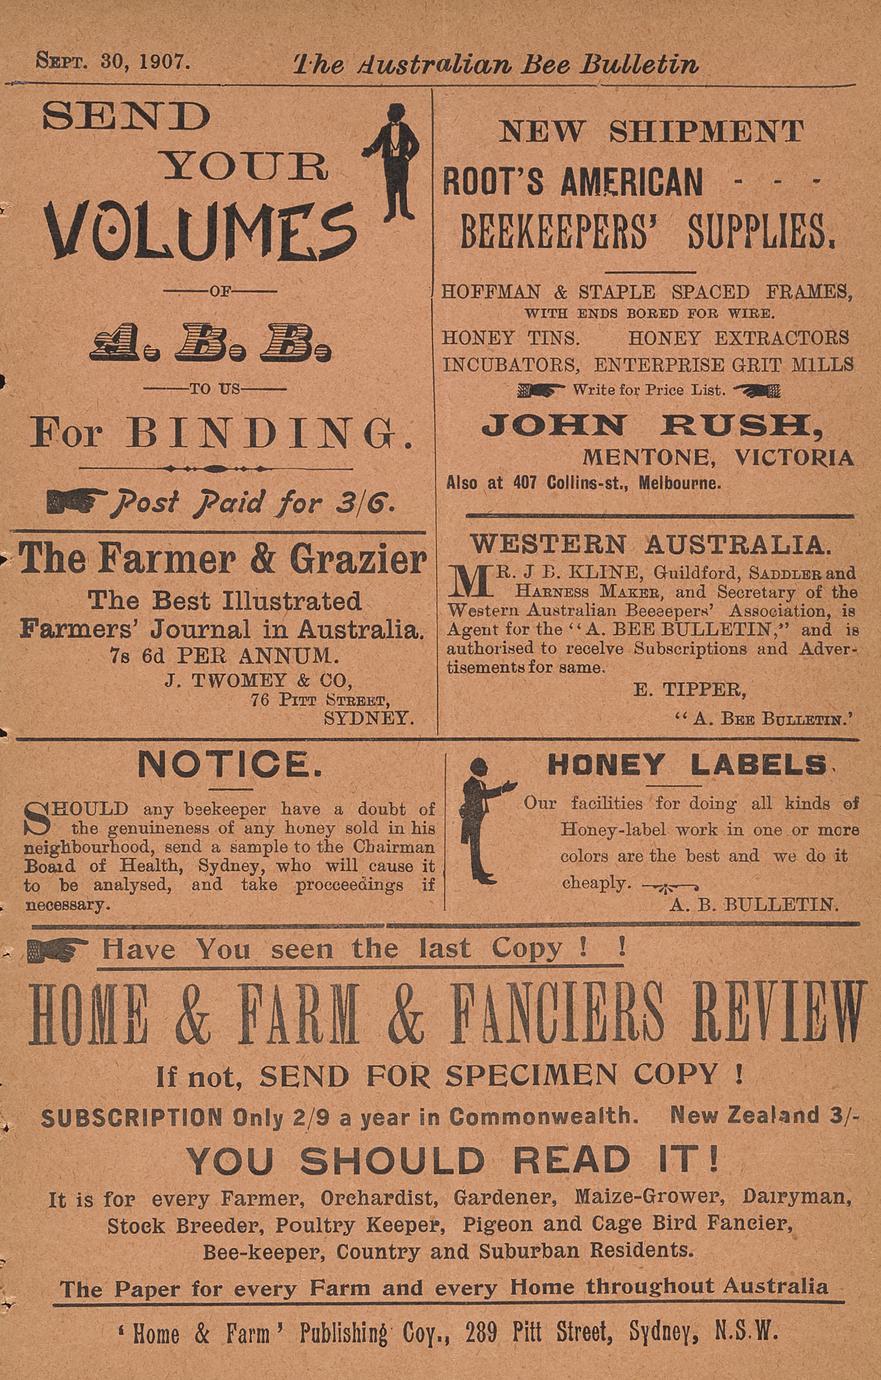 SEPT. 30, 1907. The Australian Bee Bulletin
SEND
YOUR
VOLUMES
OF
A. B. B.
TO US
For BINDING.
Post Paid for 3/6.
The Farmer & Grazier
The Best Illustrated
Farmers' Journal in Australia.
7s 6d PER ANNUM.
J. TWOMEY & CO,
76 PITT STREET,
SYDNEY.
NEW SHIPMENT
ROOT'S AMERICAN - - -
BEEKEEPERS' SUPPLIES.
HOFFMAN & STAPLE SPACED FRAMES,
WITH ENDS BORED FOR WIRE.
HONEY TINS. HONEY EXTRACTORS
INCUBATORS, ENTERPRISE GRIT M1LLS
Write for Price List.
JOHN RUSH,
MENTONE, VICTORIA
Also at 407 Collins-st., Melbourne.
WESTERN AUSTRALIA.
MR. J B. KLINE, Guildford, SADDLER and
HARNESS MAKER, and Secretary of the
Western Australian Beeeepers' Association, is
Agent for the "A. BEE BULLETIN," and is
authorised to recelve Subscriptions and Adver-
tisements for same.
E. TIPPER,
"A. BEE BULLETIN.'
NOTICE.
SHOULD any beekeeper have a doubt of
the genuineness of any honey sold in his
neighbourhood, send a sample to the Chairman
Board of Health, Sydney, who will cause it
to be analysed, and take procceedings if
necessary.
HONEY LABELS.
Our facilities for doing all kinds of
Honey-label work in one or more
colors are the best and we do it
cheaply.
A. B. BULLETIN.
Have You seen the last Copy ! !
HOME & FARM & FANCIERS REVIEW
If not, SEND FOR SPECIMEN COPY !
SUBSCRIPTION Only 2/9 a year in Commonwealth. New Zealand 3/-
YOU SHOULD READ IT!
It is for every Farmer, Orchardist, Gardener, Maize-Grower, Dairyman,
Stock Breeder, Poultry Keeper, Pigeon and Cage Bird Fancier,
Bee-keeper, Country and Suburban Residents.
The Paper for every Farm and every Home throughout Australia
'Home & Farm' Publishing Coy., 289 Pitt Street, Sydney, N.S.W.